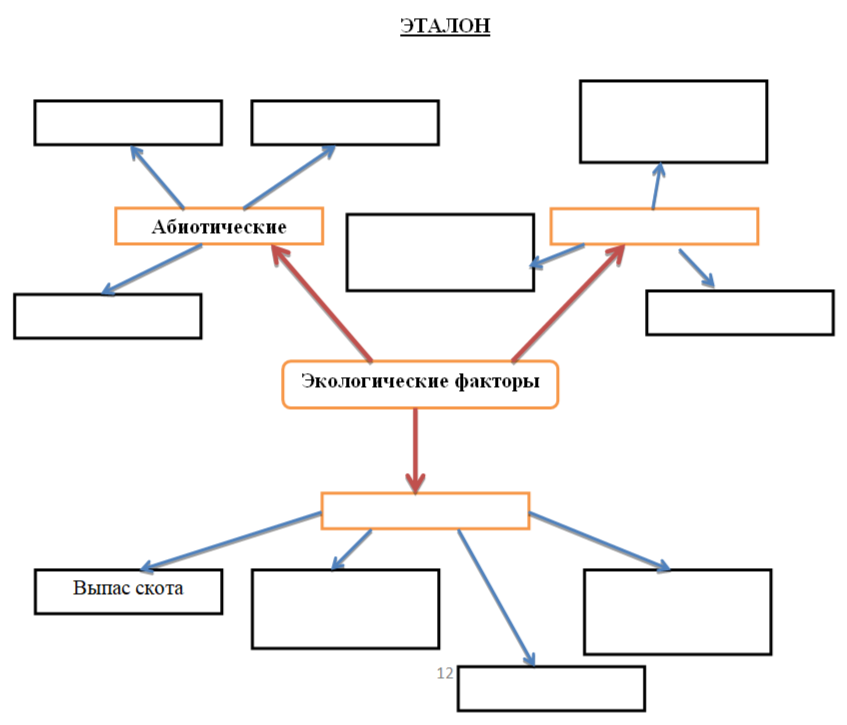 ЭТАЛОН
Абиотические
Экологические факторы
Выпас скота
12